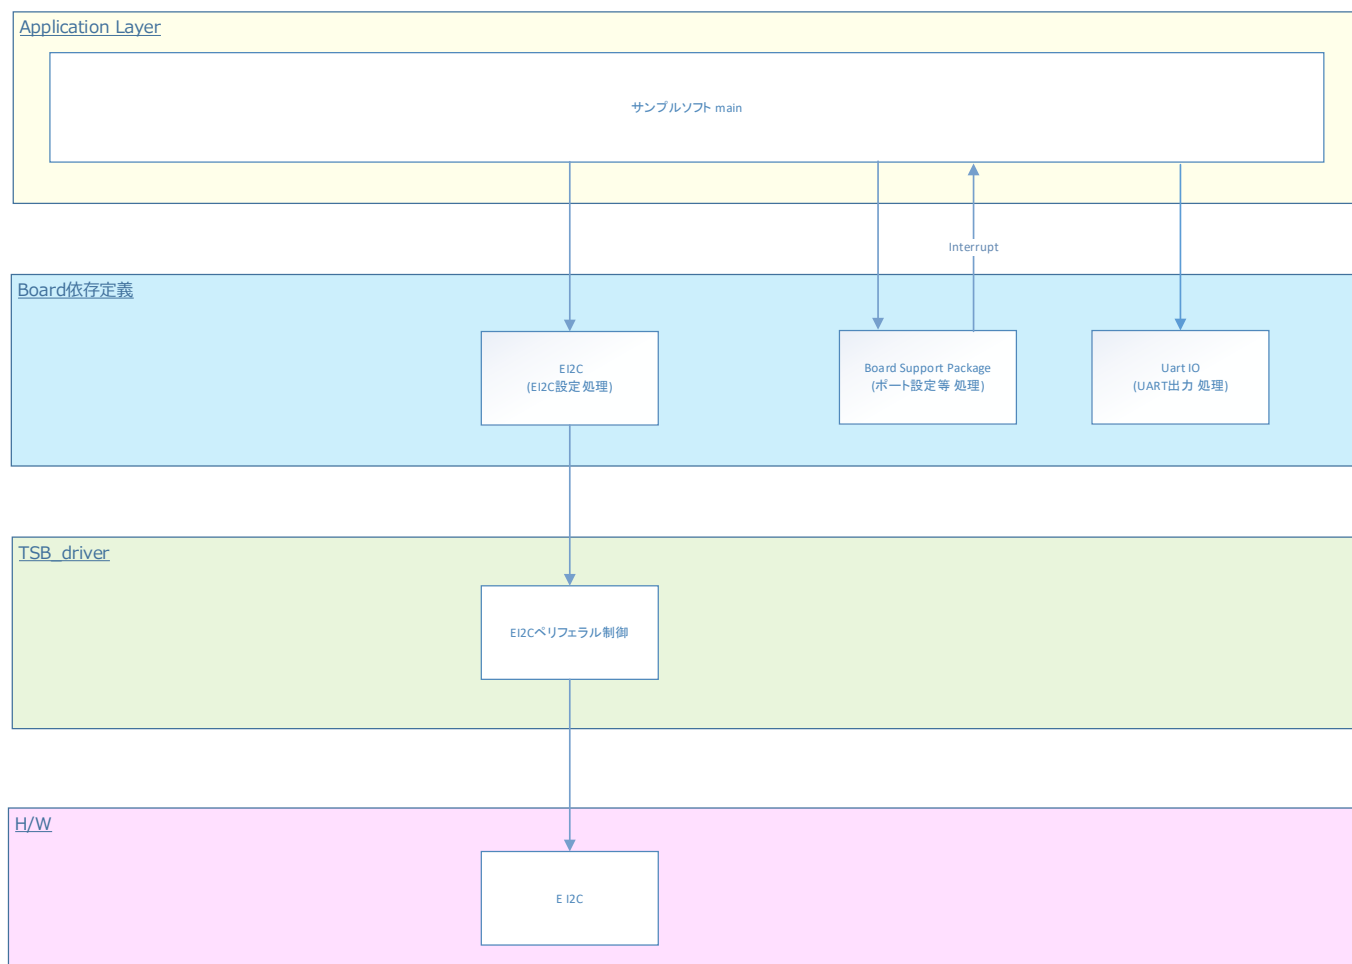 Application Layer
サンプルソフト main
Interrupt
Board依存定義
EI2C
(EI2C設定処理)
Board Support Package
(ポート設定等 処理)
Uart IO
(UART出力 処理)
TSB_driver
EI2Cペリフェラル制御
H/W
E I2C